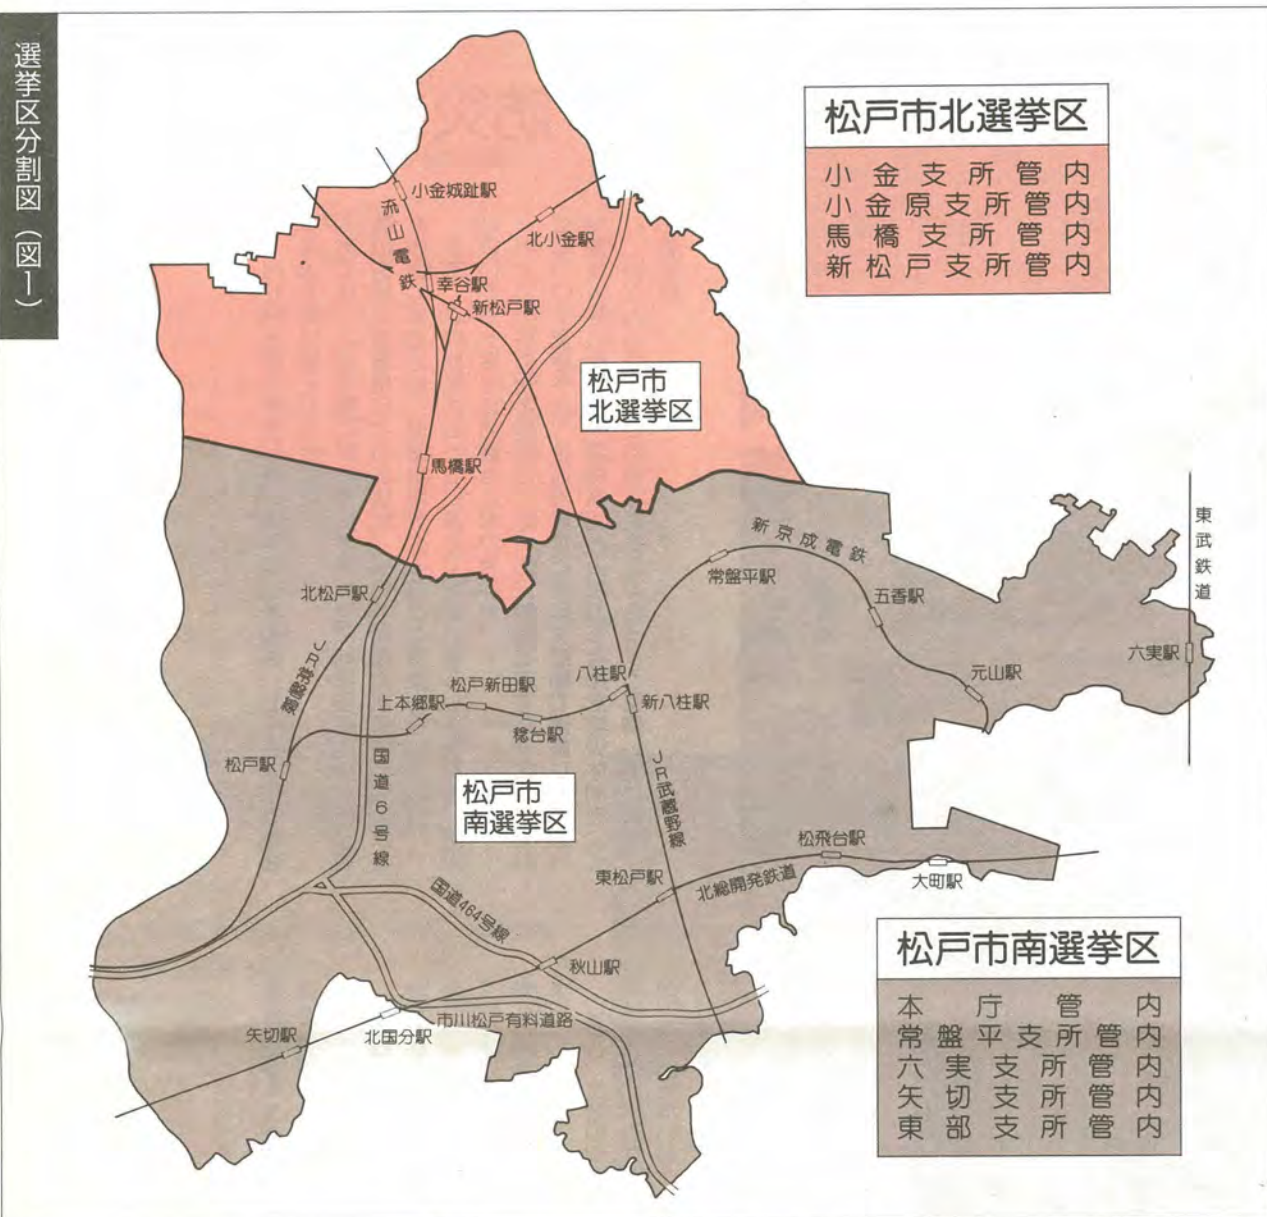 選挙区分割図（図1）
松戸市北選挙区
小金支所管内
小金原支所管内
馬橋支所管内
新松戸支所管内
小金城趾駅
流山電鉄
北小金駅
幸谷駅
新松戸駅
松戸市
北選挙区
馬橋駅
新京成電鉄
東武鉄道
常盤平駅
北松戸駅
五香駅
六実駅
JR常磐線
八柱駅
元山駅
松戸新田駅
上本郷駅
新八柱駅
稔台駅
松戸駅
国道6号線
JR武蔵野線
松戸市
南選挙区
松飛台駅
東松戸駅
北総開発鉄道
大町駅
国道464号線
秋山駅
市川松戸有料道路
矢切駅
北国分駅
松戸市南選挙区
本庁管内
常盤平支所管内
六実支所管内
矢切支所管内
東部支所管内